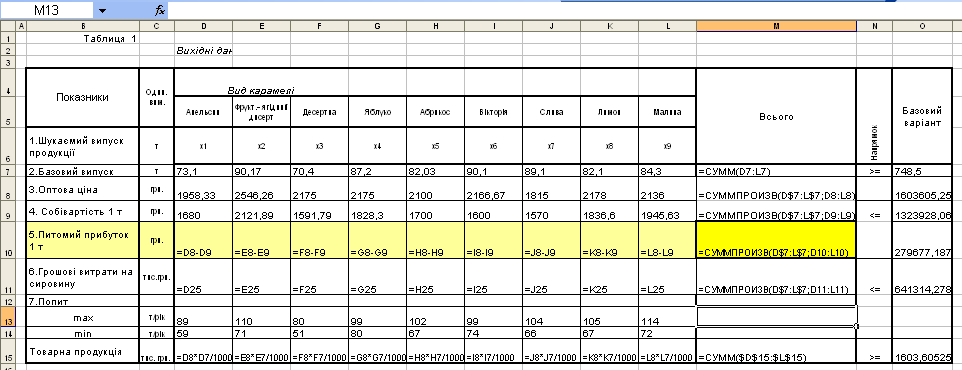 M13 fx
A B C D E F G H I J K L M N O
1 Таблиця 1
2 Вихідні дан
3
4 Показники Один. вим. Вид карамелі Всього Напрямок Базовий варіант
5 Апельсин Фрукт.- ягідний дисерт Десертна Яблуко Абрикос Вікторія Слива Лимон Малина
6 1.Шукаємий випуск продукції т x1 x2 x3 x4 x5 x6 x7 x8 x9
7 2.Базовий випуск т 73,1 90,17 70,4 87,2 82,03 90,1 89,1 82,1 84,3 =СУММ(D7:L7) >= 748,5
8 3.Оптова ціна грн. 1958,33 2546,26 2175 2175 2100 2166,67 1815 2178 2136 =СУММПРОИЗВ(D$7:L$7;D8:L8) 1603605,25
9 4. Собівартість 1 т грн. 1680 2121,89 1591,79 1828,3 1700 1600 1570 1836,6 1945,63 =СУММПРОИЗВ(D$7:L$7;D9:L9) <= 1323928,06
10 5.Питомий прибуток 1 т грн. =D8-D9 =E8-E9 =F8-F9 =G8-G9 =H8-H9 =I8-I9 =J8-J9 =K8-K9 =L8-L9 =СУММПРОИЗВ(D$7:L$7;D10:L10) 279677,187
11 6.Грошові витрати на сировину тис.грн. =D25 =E25 =F25 =G25 =H25 =I25 =J25 =K25 =L25 =СУММПРОИЗВ(D$7:L$7;D11:L11) <= 641314,278
12 7.Попит
13 max т/рік 89 110 80 99 102 99 104 105 114
14 min т/рік 59 71 51 80 67 74 66 67 72
15 Товарна продукція тис. грн. =D8*D7/1000 =E8*E7/1000 =F8*F7/1000 =G8*G7/1000 =H8*H7/1000 =I8*I7/1000 =J8*J7/1000 =K8*K7/1000 =L8*L7/1000 =СУММ($D$15:$L$15) >= 1603,60525